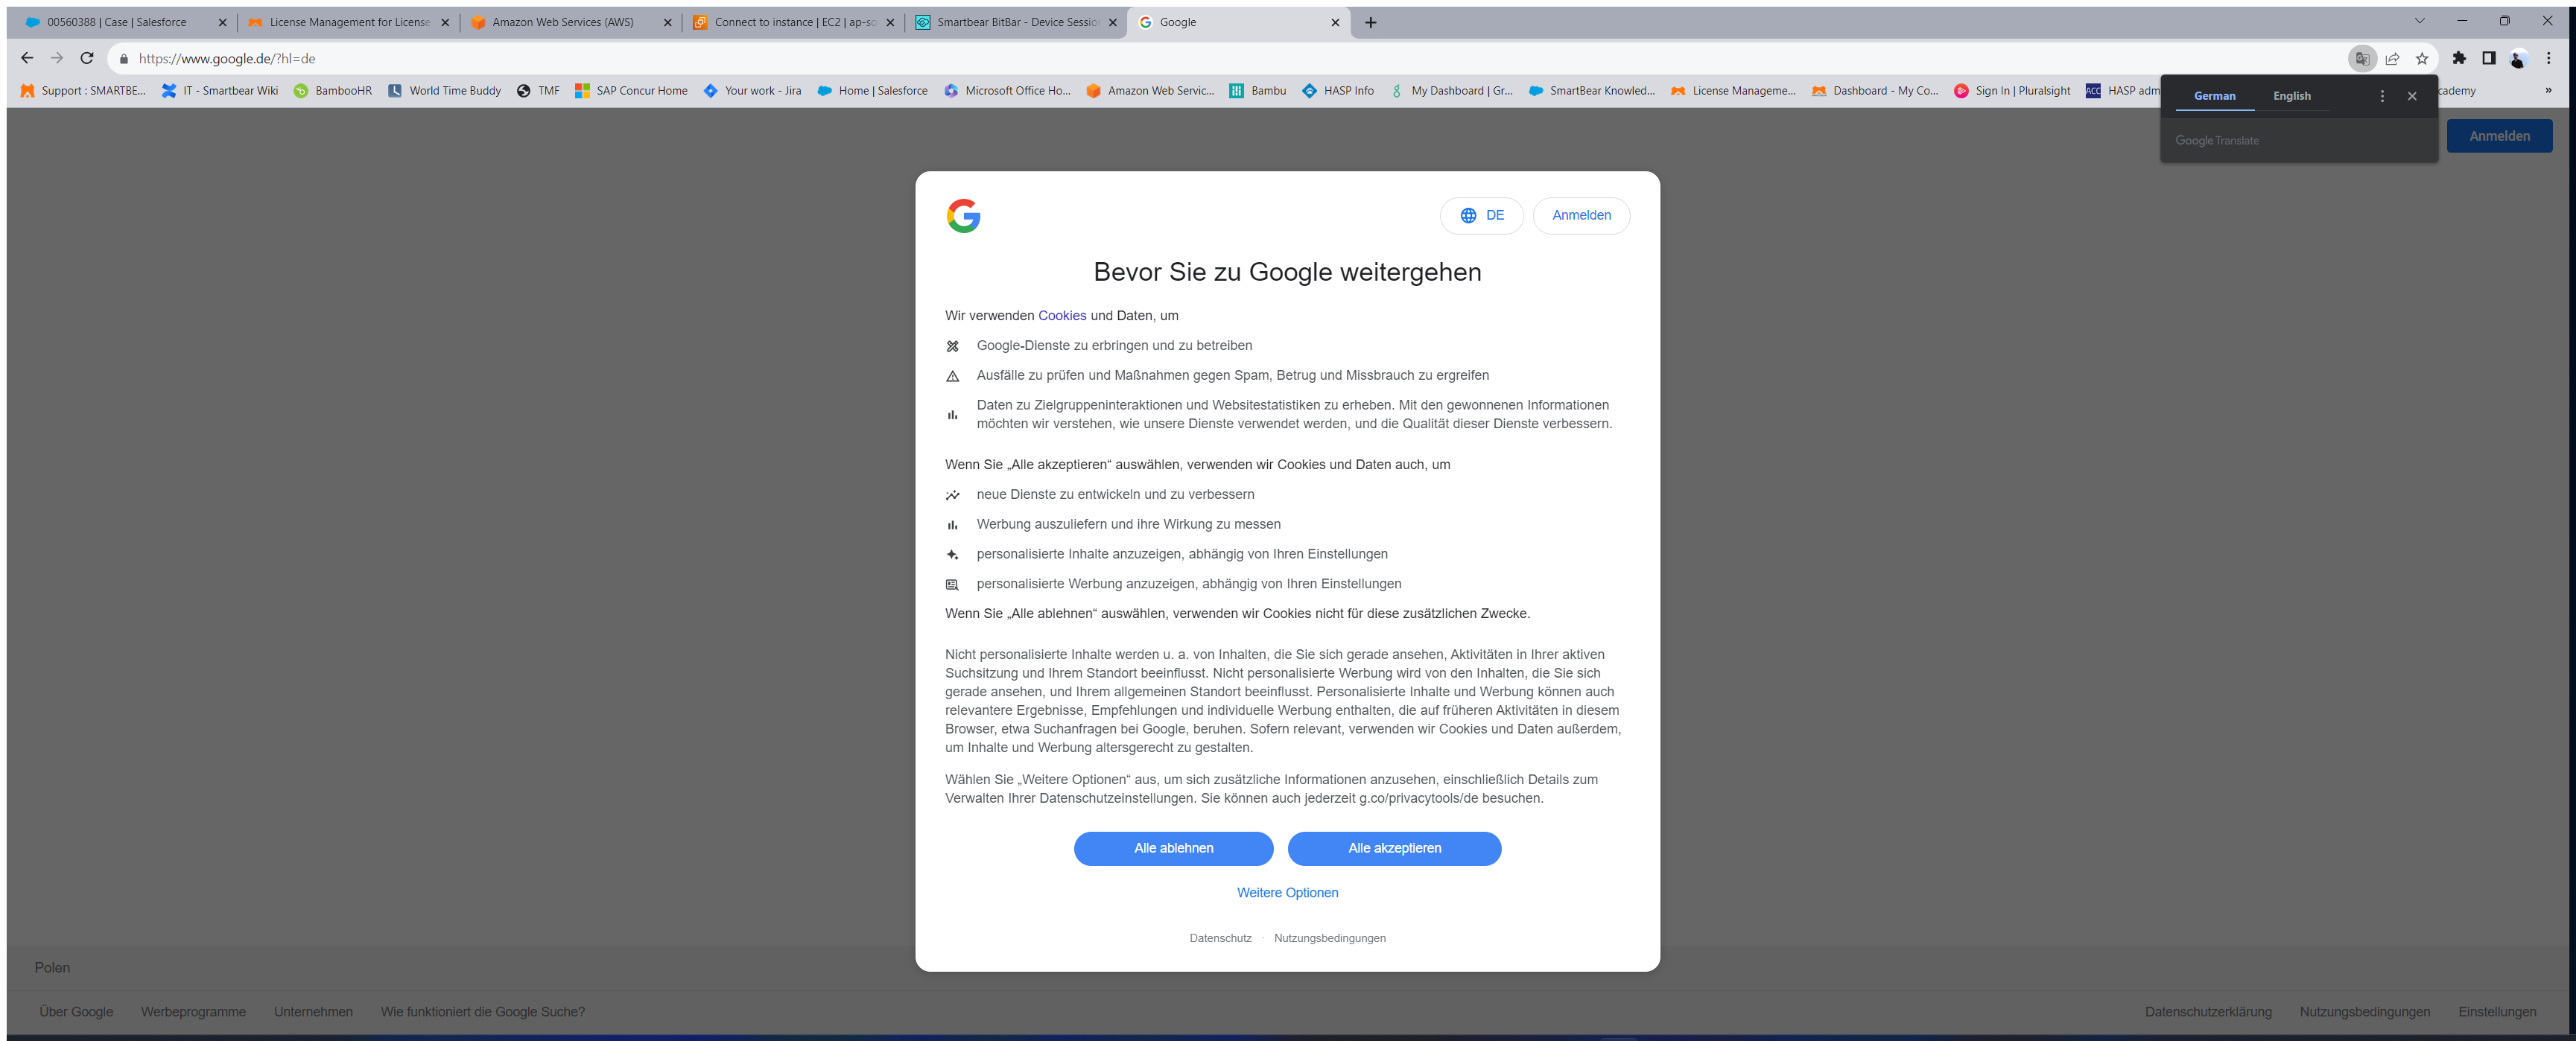 00560388 | Case | Salesforce
License Management for License
Amazon Web Services (AWS)
Connect to instance | EC2 | ap-so
Smartbear BitBar - Device Session
Google
https://www.google.de/?hl=de
Support : SMARTBE...
IT - Smartbear Wiki
BambooHR
World Time Buddy
TMF
SAP Concur Home
Your work - Jira
Home | Salesforce
Microsoft Office Ho...
Amazon Web Servic...
Bambu
HASP Info
My Dashboard | Gr...
SmartBear Knowled...
License Manageme...
Dashboard - My Co...
Sign In | Pluralsight
ACC HASP adm
cademy
»
German English
Google Translate
Anmelden
DE
Anmelden
Bevor Sie zu Google weitergehen
Wir verwenden Cookies und Daten, um
Google-Dienste zu erbringen und zu betreiben
Ausfälle zu prüfen und Maßnahmen gegen Spam, Betrug und Missbrauch zu ergreifen
Daten zu Zielgruppeninteraktionen und Websitestatistiken zu erheben. Mit den gewonnenen Informationen
möchten wir verstehen, wie unsere Dienste verwendet werden, und die Qualität dieser Dienste verbessern.
Wenn Sie „Alle akzeptieren“ auswählen, verwenden wir Cookies und Daten auch, um
neue Dienste zu entwickeln und zu verbessern
Werbung auszuliefern und ihre Wirkung zu messen
personalisierte Inhalte anzuzeigen, abhängig von Ihren Einstellungen
personalisierte Werbung anzuzeigen, abhängig von Ihren Einstellungen
Wenn Sie „Alle ablehnen“ auswählen, verwenden wir Cookies nicht für diese zusätzlichen Zwecke.
Nicht personalisierte Inhalte werden u. a. von Inhalten, die Sie sich gerade ansehen, Aktivitäten in Ihrer aktiven
Suchsitzung und Ihrem Standort beeinflusst. Nicht personalisierte Werbung wird von den Inhalten, die Sie sich
gerade ansehen, und Ihrem allgemeinen Standort beeinflusst. Personalisierte Inhalte und Werbung können auch
relevantere Ergebnisse, Empfehlungen und individuelle Werbung enthalten, die auf früheren Aktivitäten in diesem
Browser, etwa Suchanfragen bei Google, beruhen. Sofern relevant, verwenden wir Cookies und Daten außerdem,
um Inhalte und Werbung altersgerecht zu gestalten.
Wählen Sie „Weitere Optionen“ aus, um sich zusätzliche Informationen anzusehen, einschließlich Details zum
Verwalten Ihrer Datenschutzeinstellungen. Sie können auch jederzeit g.co/privacytools/de besuchen.
Alle ablehnen
Alle akzeptieren
Weitere Optionen
Datenschutz · Nutzungsbedingungen
Polen
Über Google Werbeprogramme Unternehmen Wie funktioniert die Google Suche?
Datenschutzerklärung Nutzungsbedingungen Einstellungen